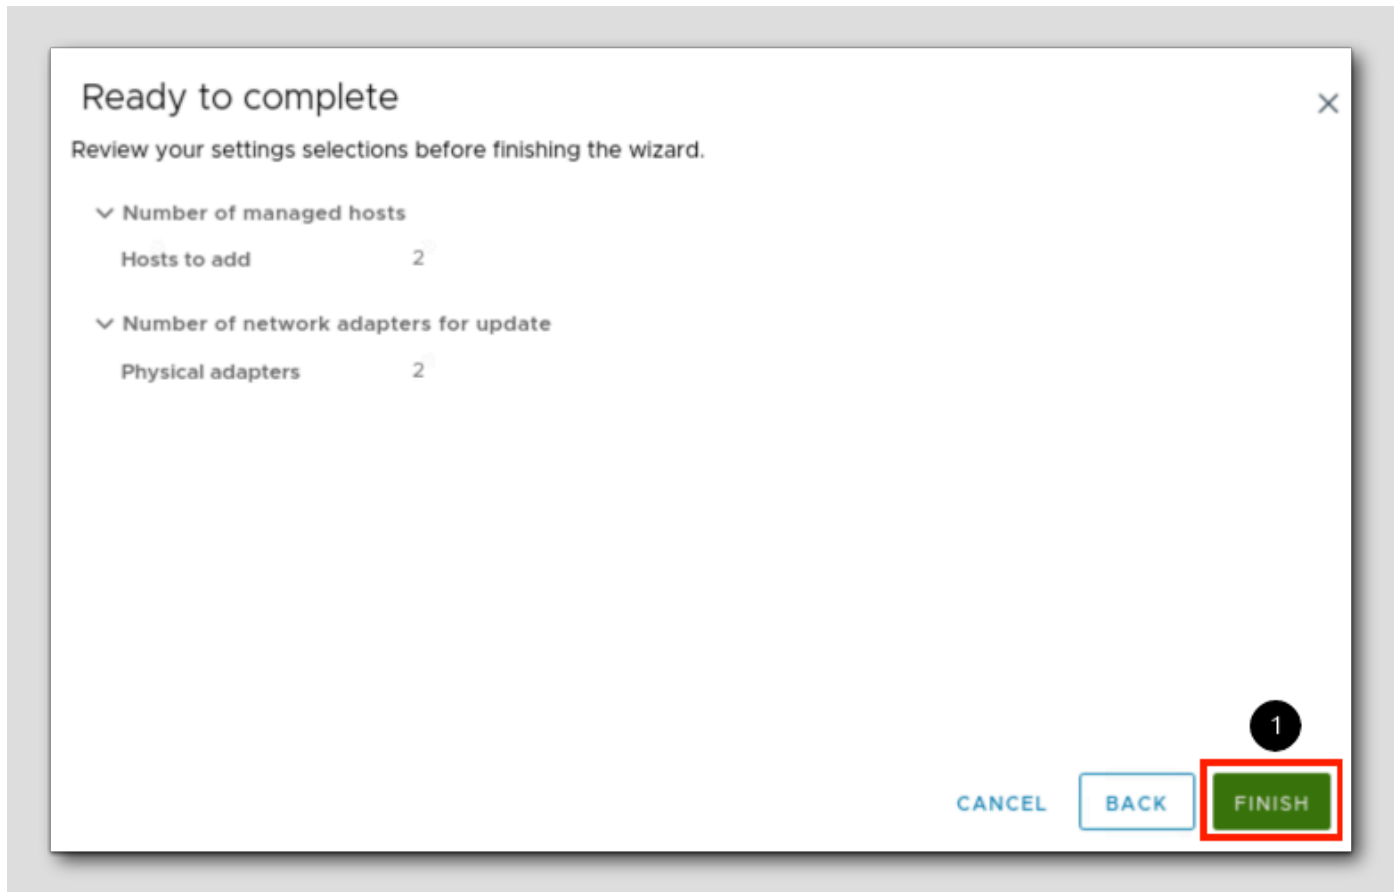 Ready to complete
Review your settings selections before finishing the wizard.
Number of managed hosts
Hosts to add 2
Number of network adapters for update
Physical adapters 2
1
CANCEL BACK FINISH